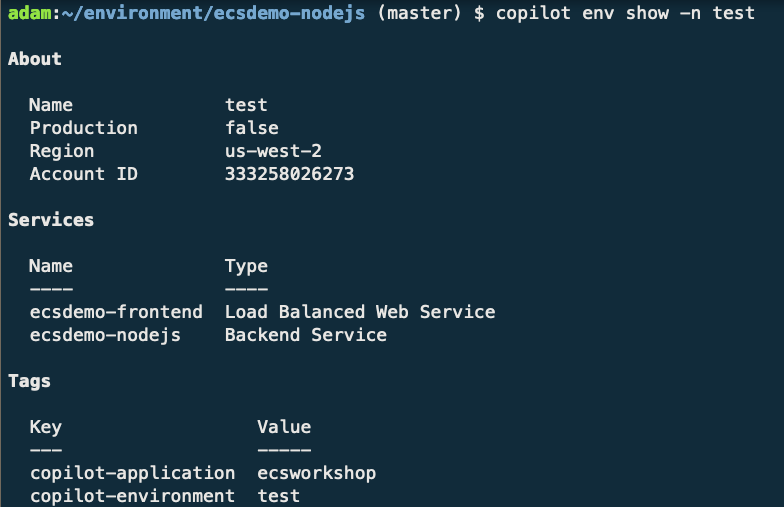 adam:~/environment/ecsdemo-nodejs (master) $ copilot env show -n test
About
Name test
Production false
Region us-west-2
Account ID 333258026273
Services
Name Type
---- ----
ecsdemo-frontend Load Balanced Web Service
ecsdemo-nodejs Backend Service
Tags
Key Value
--- -----
copilot-application ecsworkshop
copilot-environment test